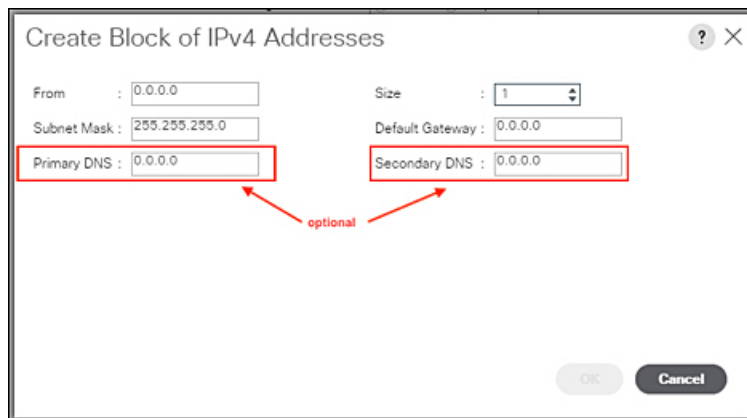 Create Block of IPv4 Addresses ?
From : 0.0.0.0 Size : 1
Subnet Mask : 255.255.255.0 Default Gateway : 0.0.0.0
Primary DNS : 0.0.0.0 Secondary DNS : 0.0.0.0
optional
OK Cancel